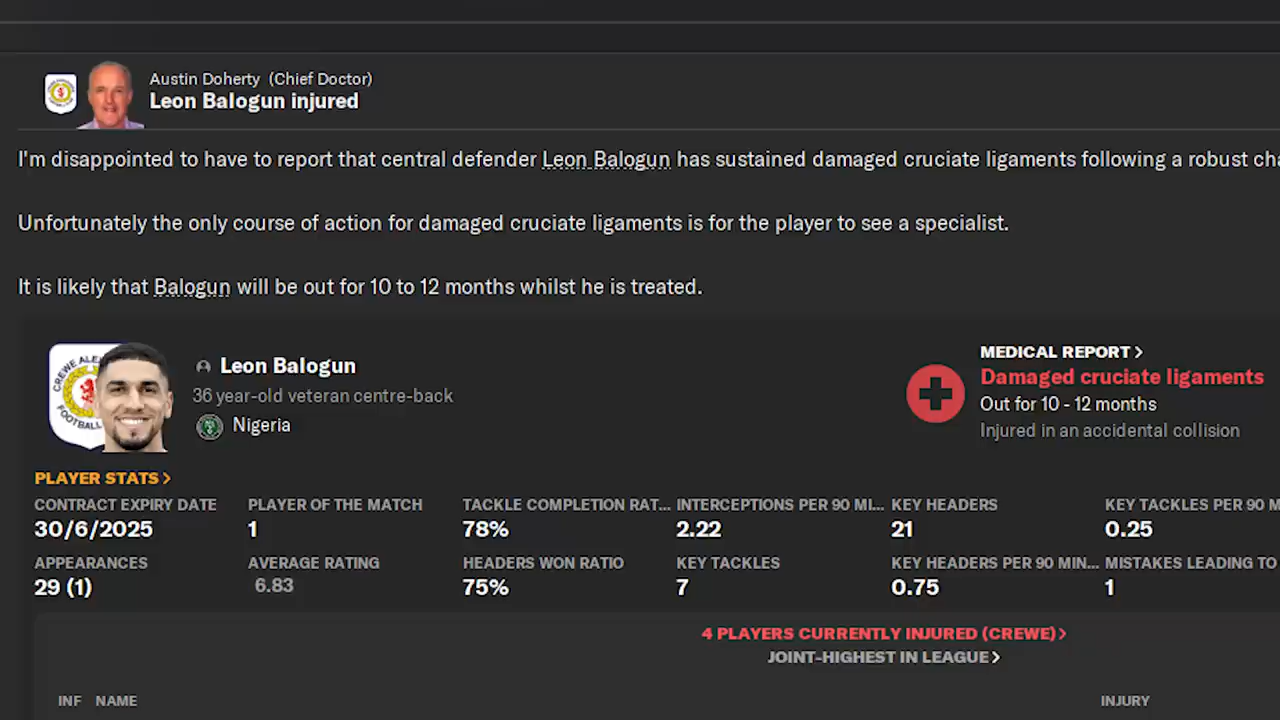 Austin Doherty (Chief Doctor)
Leon Balogun injured
I'm disappointed to have to report that central defender Leon Balogun has sustained damaged cruciate ligaments following a robust cha
Unfortunately the only course of action for damaged cruciate ligaments is for the player to see a specialist.
It is likely that Balogun will be out for 10 to 12 months whilst he is treated.
CREWE ALE
FOOTBALL
Leon Balogun
36 year-old veteran centre-back
Nigeria
MEDICAL REPORT
Damaged cruciate ligaments
Out for 10 - 12 months
Injured in an accidental collision
PLAYER STATS
CONTRACT EXPIRY DATE PLAYER OF THE MATCH TACKLE COMPLETION RAT... INTERCEPTIONS PER 90 MI... KEY HEADERS KEY TACKLES PER 90 M
30/6/2025 1 78% 2.22 21 0.25
APPEARANCES AVERAGE RATING HEADERS WON RATIO KEY TACKLES KEY HEADERS PER 90 MIN... MISTAKES LEADING TO
29 (1) 6.83 75% 7 0.75 1
4 PLAYERS CURRENTLY INJURED (CREWE)
JOINT-HIGHEST IN LEAGUE
INF NAME INJURY